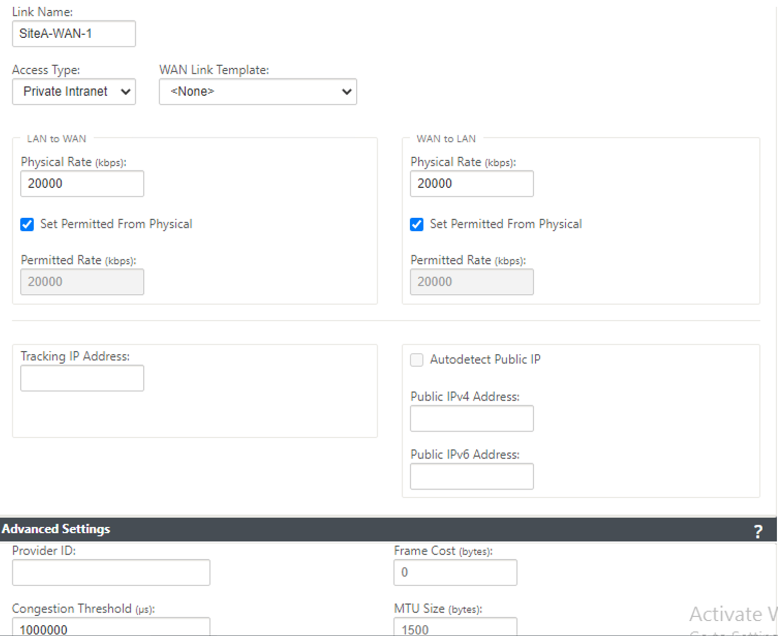 Link Name:
SiteA-WAN-1
Access Type: WAN Link Template:
Private Intranet <None>
LAN to WAN WAN to LAN
Physical Rate (kbps): Physical Rate (kbps):
20000 20000
Set Permitted From Physical Set Permitted From Physical
Permitted Rate (kbps): Permitted Rate (kbps):
20000 20000
Tracking IP Address: Autodetect Public IP
Public IPv4 Address:
Public IPv6 Address:
Advanced Settings ?
Provider ID: Frame Cost (bytes):
0
Congestion Threshold (µs): MTU Size (bytes):
1000000 1500
Activate